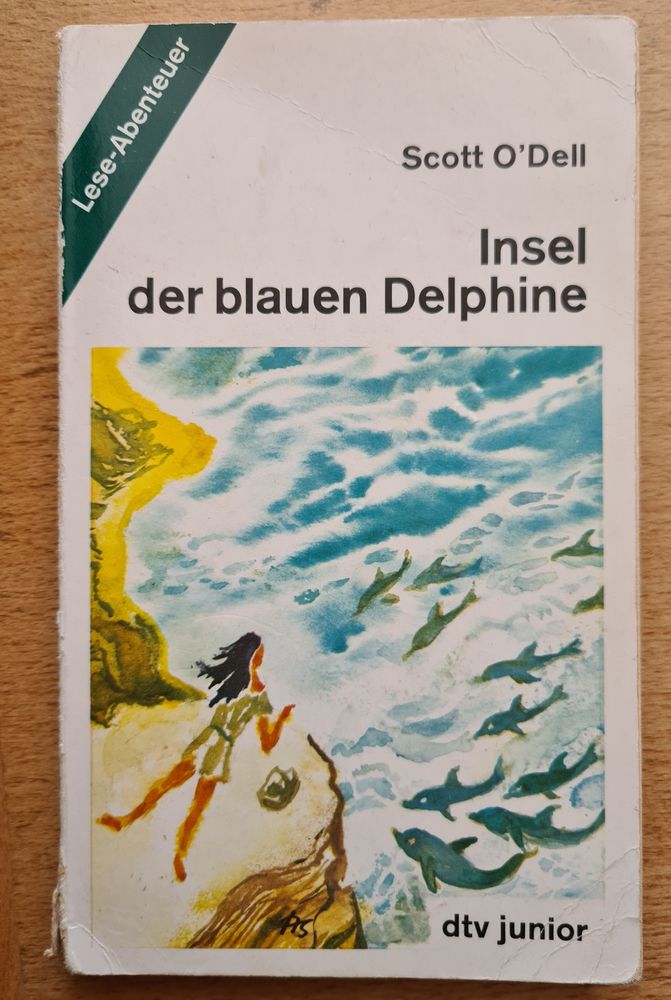 Lese-Abenteuer
Scott O'Dell
Insel
der blauen Delphine
dtv junior